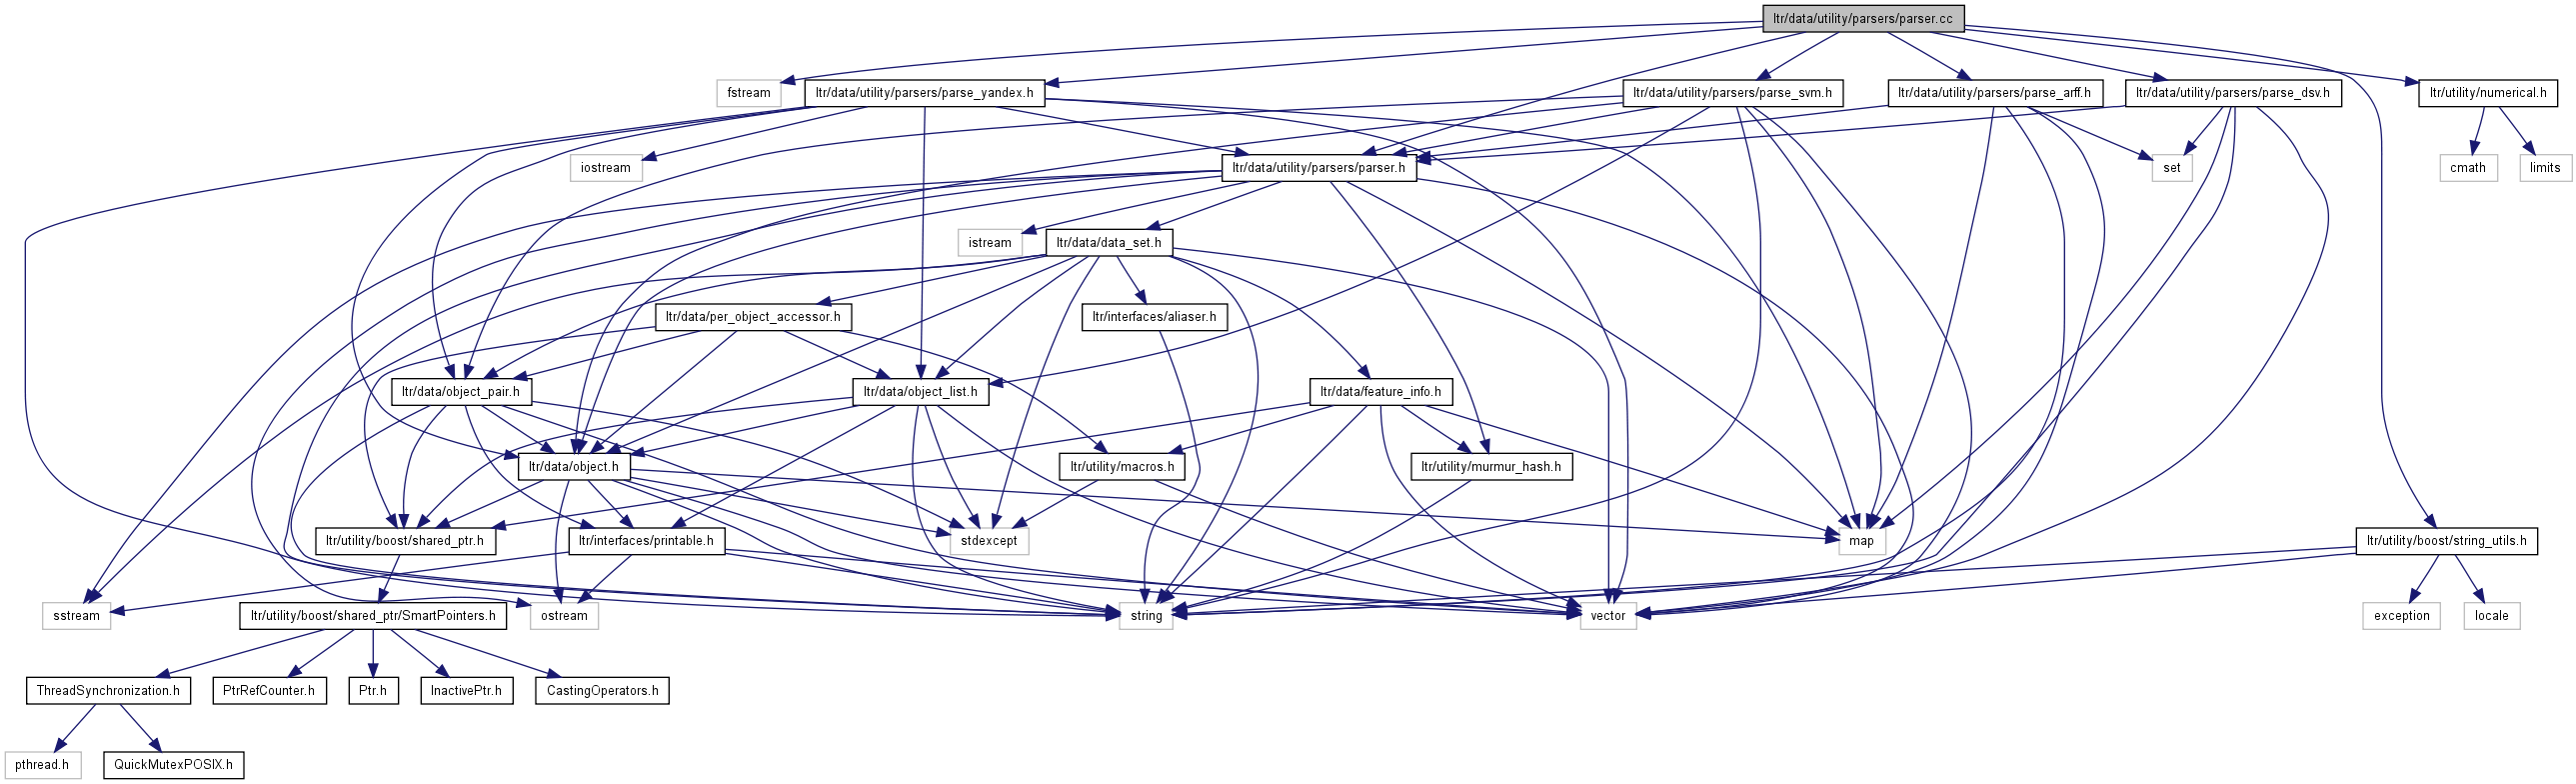 ltr/data/utility/parsers/parser.cc
fstream
ltr/data/utility/parsers/parse_yandex.h
ltr/data/utility/parsers/parse_svm.h
ltr/data/utility/parsers/parse_arff.h
ltr/data/utility/parsers/parse_dsv.h
ltr/utility/numerical.h
iostream
ltr/data/utility/parsers/parser.h
set
cmath
limits
istream
ltr/data/data_set.h
ltr/data/per_object_accessor.h
ltr/interfaces/aliaser.h
ltr/data/object_pair.h
ltr/data/object_list.h
ltr/data/feature_info.h
ltr/data/object.h
ltr/utility/macros.h
ltr/utility/murmur_hash.h
ltr/utility/boost/shared_ptr.h
ltr/interfaces/printable.h
stdexcept
map
ltr/utility/boost/string_utils.h
sstream
ltr/utility/boost/shared_ptr/SmartPointers.h
ostream
string
vector
exception
locale
ThreadSynchronization.h
PtrRefCounter.h
Ptr.h
InactivePtr.h
CastingOperators.h
pthread.h
QuickMutexPOSIX.h